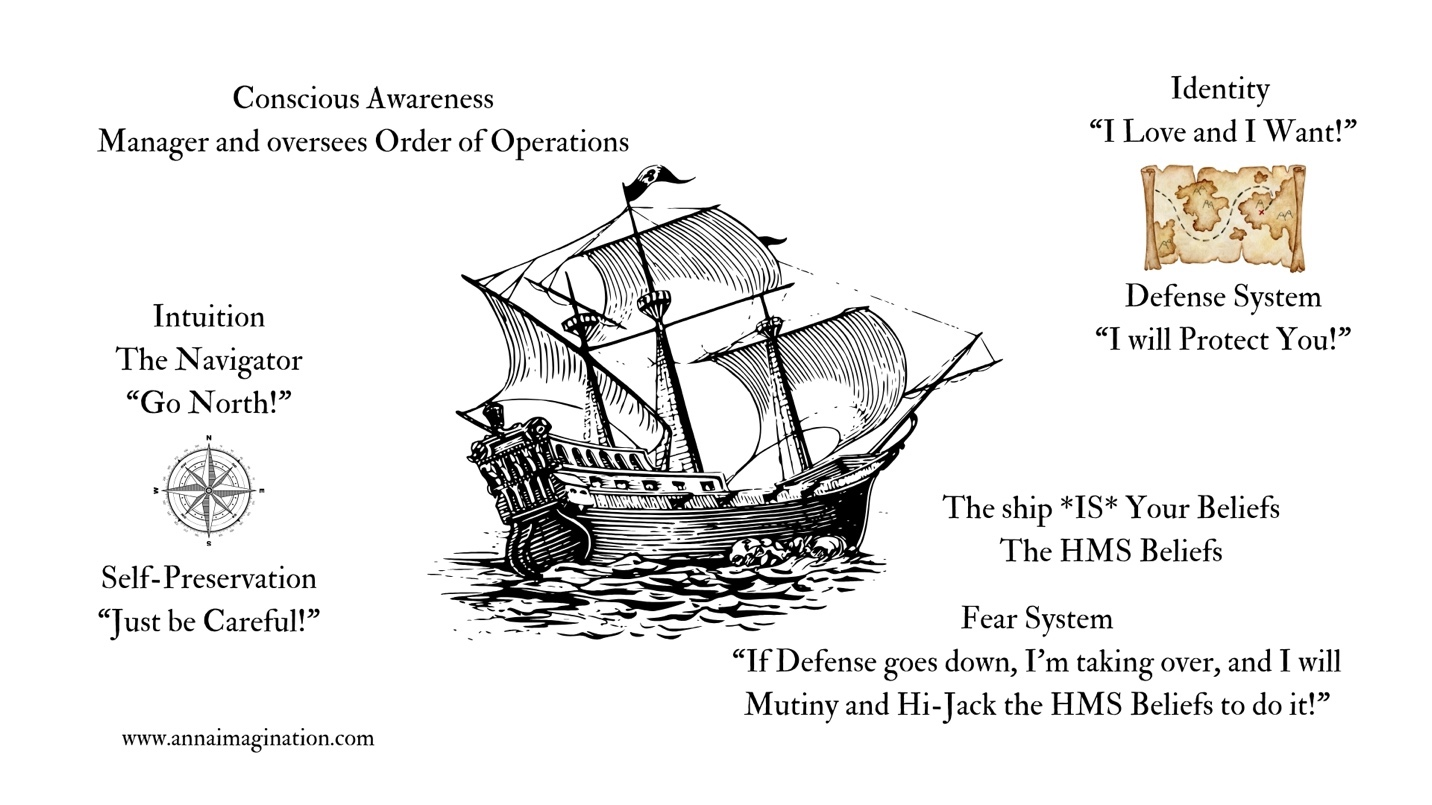 Conscious Awareness
Manager and oversees Order of Operations
Identity
“I Love and I Want!”
Defense System
“I will Protect You!”
Intuition
The Navigator
“Go North!”
N
W
E
S
Self-Preservation
“Just be Careful!”
The ship *IS* Your Beliefs
The HMS Beliefs
Fear System
“If Defense goes down, I’m taking over, and I will
Mutiny and Hi-Jack the HMS Beliefs to do it!”
www.annaimagination.com